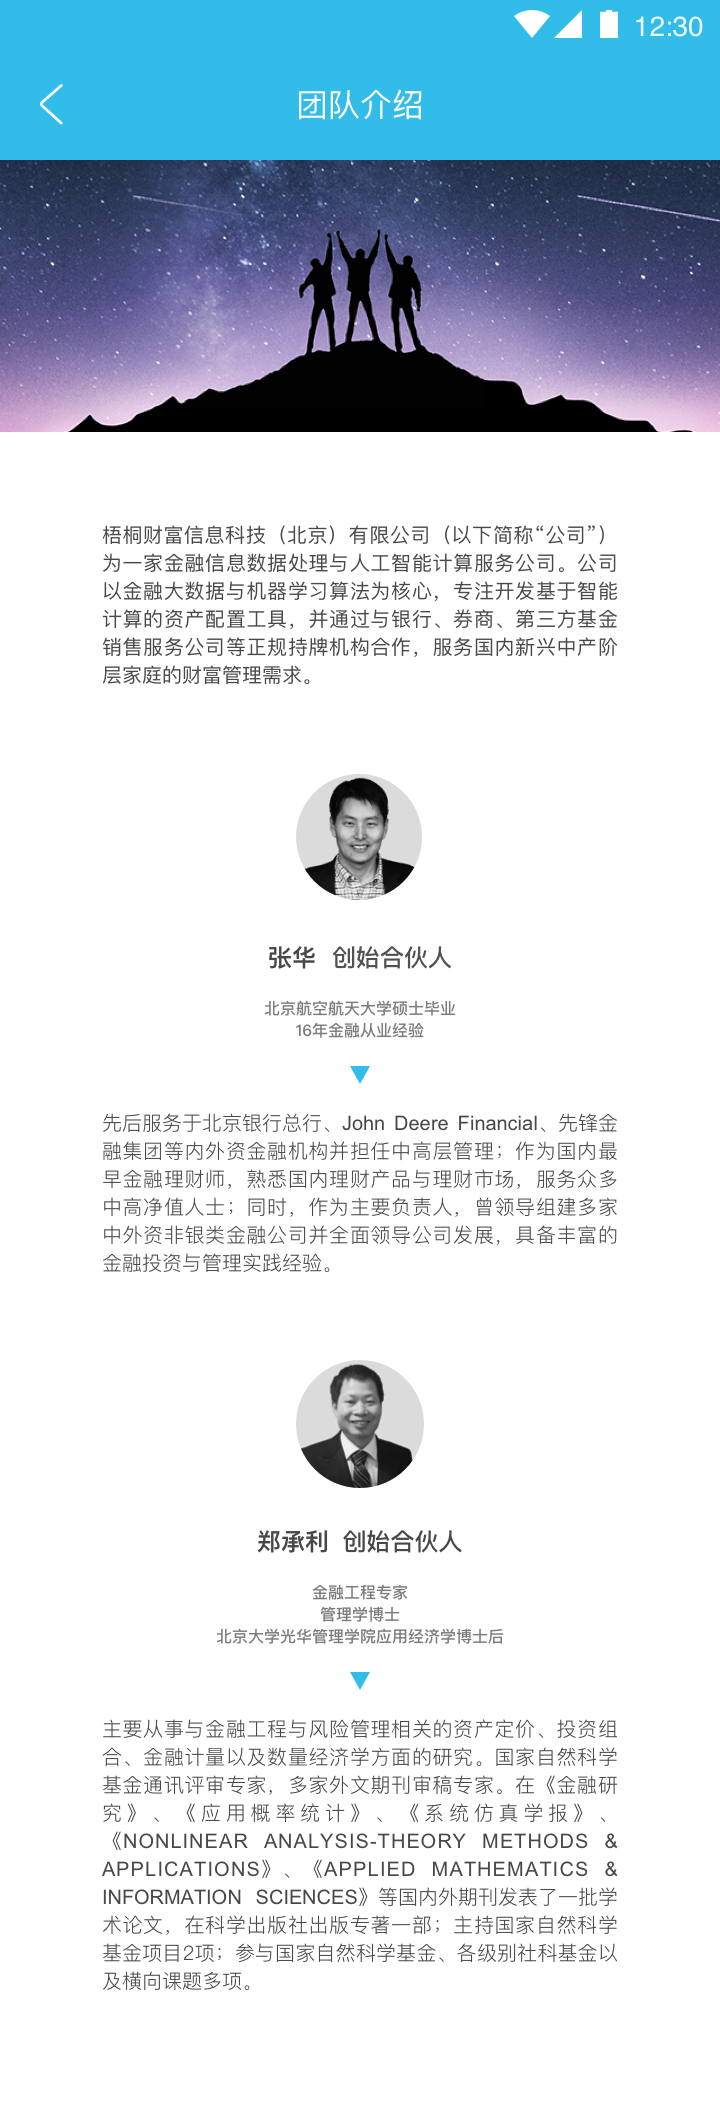 12:30
团队介绍
梧桐财富信息科技（北京）有限公司（以下简称“公司”）
为一家金融信息数据处理与人工智能计算服务公司。公司
以金融大数据与机器学习算法为核心，专注开发基于智能
计算的资产配置工具，并通过与银行、券商、第三方基金
销售服务公司等正规持牌机构合作，服务国内新兴中产阶
层家庭的财富管理需求。
张华 创始合伙人
北京航空航天大学硕士毕业
16年金融从业经验
先后服务于北京银行总行、John Deere Financial、先锋金
融集团等内外资金融机构并担任中高层管理；作为国内最
早金融理财师，熟悉国内理财产品与理财市场，服务众多
中高净值人士；同时，作为主要负责人，曾领导组建多家
中外资非银类金融公司并全面领导公司发展，具备丰富的
金融投资与管理实践经验。
郑承利 创始合伙人
金融工程专家
管理学博士
北京大学光华管理学院应用经济学博士后
主要从事与金融工程与风险管理相关的资产定价、投资组
合、金融计量以及数量经济学方面的研究。国家自然科学
基金通讯评审专家，多家外文期刊审稿专家。在《金融研
究》、《应用概率统计》、《系统仿真学报》、
《NONLINEAR ANALYSIS-THEORY METHODS &
APPLICATIONS》、《APPLIED MATHEMATICS &
INFORMATION SCIENCES》等国内外期刊发表了一批学
术论文，在科学出版社出版专著一部；主持国家自然科学
基金项目2项；参与国家自然科学基金、各级别社科基金以
及横向课题多项。